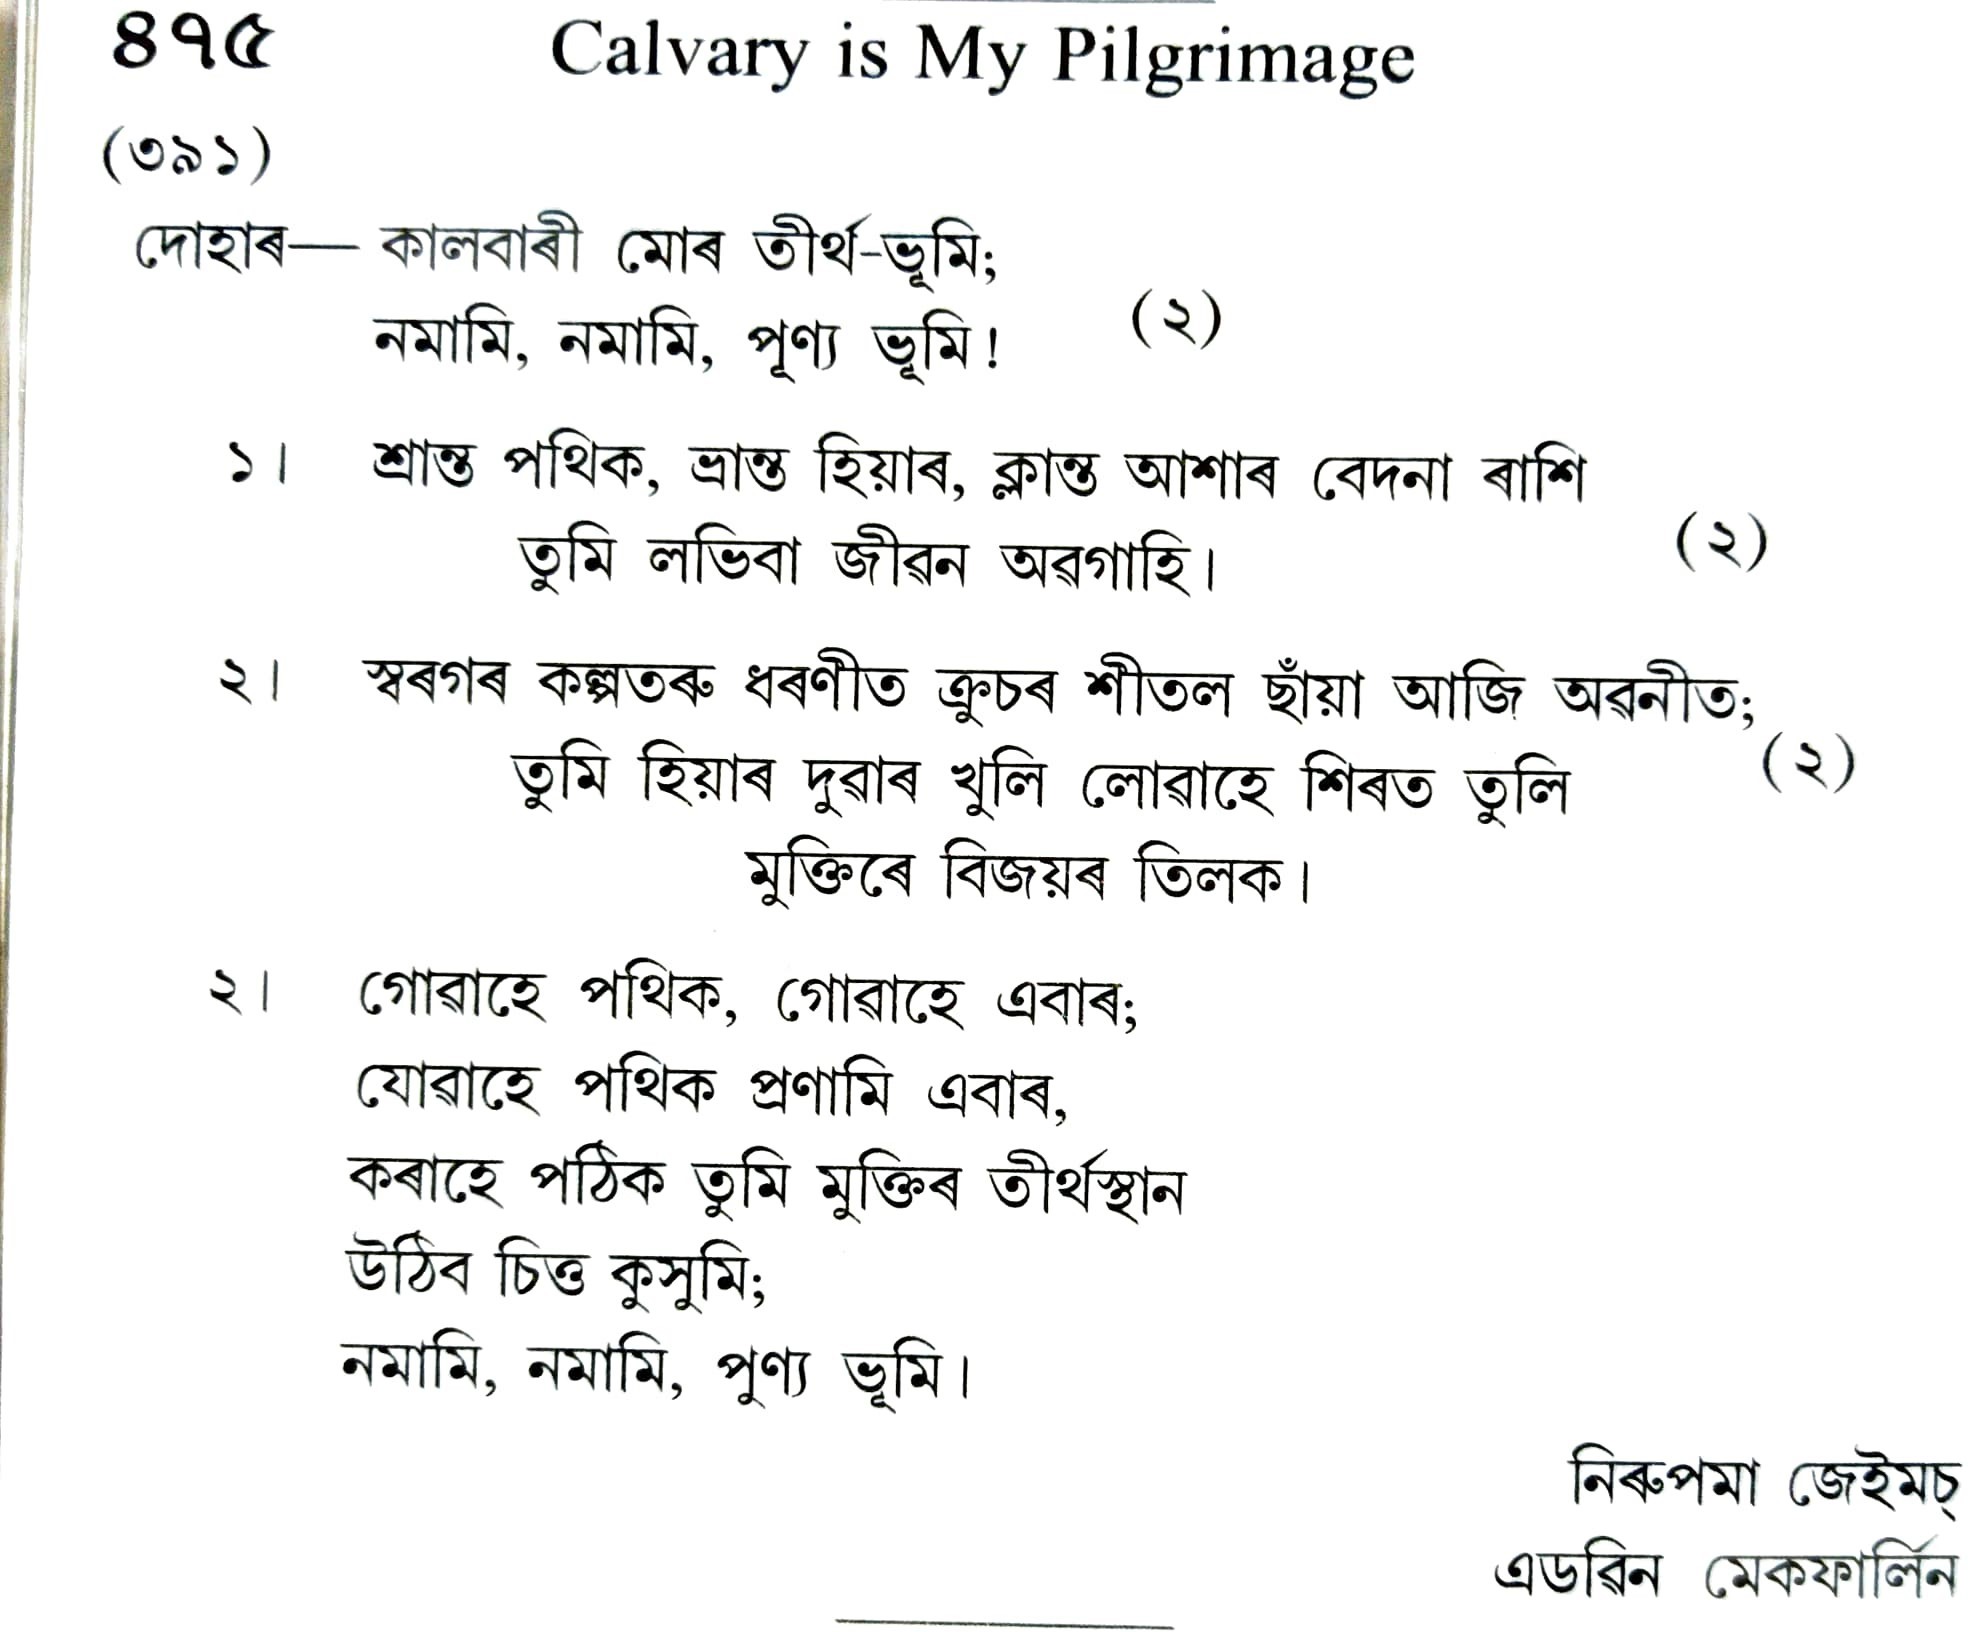 ৪৭৫ Calvary is My Pilgrimage
(৩৯১)
দোহাৰ— কালবাৰী মোৰ তীৰ্থ-ভূমি;
নমামি, নমামি, পূণ্য ভূমি! (২)
১। শ্ৰান্ত পথিক, ভ্ৰান্ত হিয়াৰ, ক্লান্ত আশাৰ বেদনা ৰাশি
তুমি লভিবা জীৱন অৱগাহি। (২)
২। স্বৰগৰ কল্পতৰু ধৰণীত ক্ৰুচৰ শীতল ছাঁয়া আজি অৱনীত;
তুমি হিয়াৰ দুৱাৰ খুলি লোৱাহে শিৰত তুলি (২)
মুক্তিৰে বিজয়ৰ তিলক।
২। গোৱাহে পথিক, গোৱাহে এবাৰ;
যোৱাহে পথিক প্ৰণামি এবাৰ,
কৰাহে পঠিক তুমি মুক্তিৰ তীৰ্থস্থান
উঠিব চিত্ত কুসুমি;
নমামি, নমামি, পুণ্য ভূমি।
নিৰুপমা জেইমচ্
এডৱিন মেকফাৰ্লিন